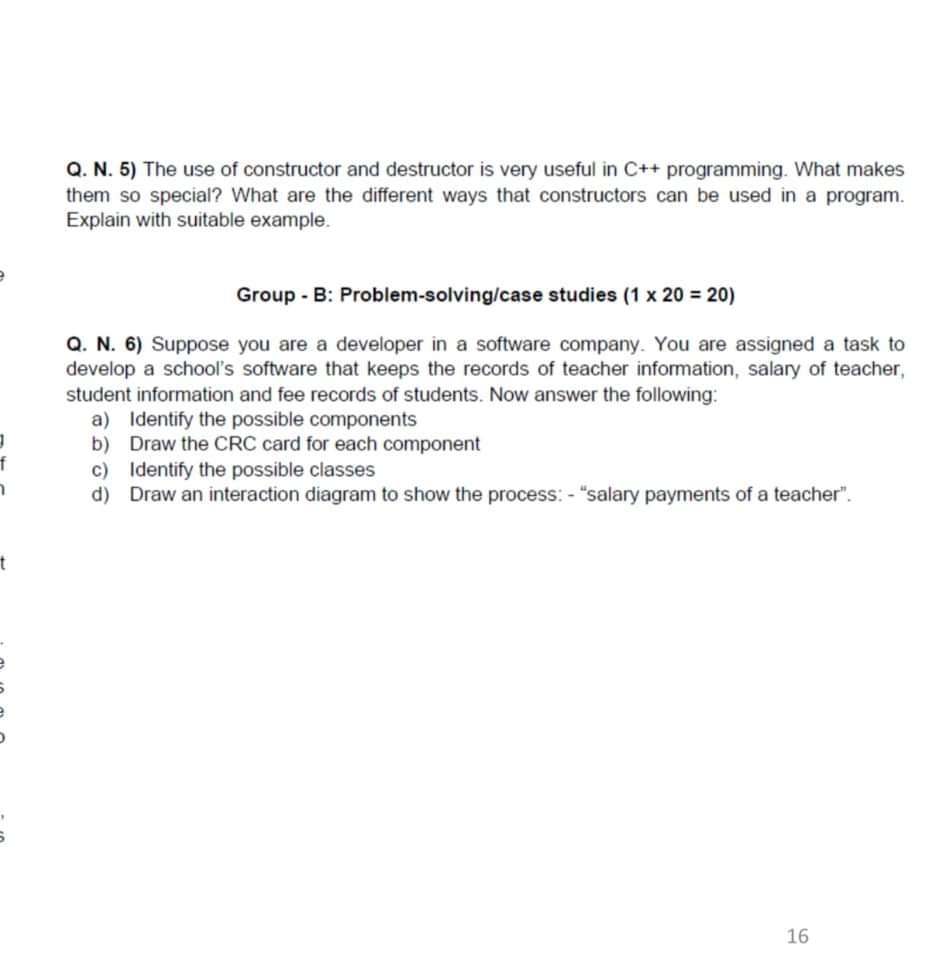 Q. N. 5) The use of constructor and destructor is very useful in C++ programming. What makes
them so special? What are the different ways that constructors can be used in a program.
Explain with suitable example.
Group - B: Problem-solving/case studies (1 x 20 = 20)
Q. N. 6) Suppose you are a developer in a software company. You are assigned a task to
develop a school's software that keeps the records of teacher information, salary of teacher,
student information and fee records of students. Now answer the following:
a) Identify the possible components
b) Draw the CRC card for each component
c) Identify the possible classes
d) Draw an interaction diagram to show the process: - “salary payments of a teacher”.
16